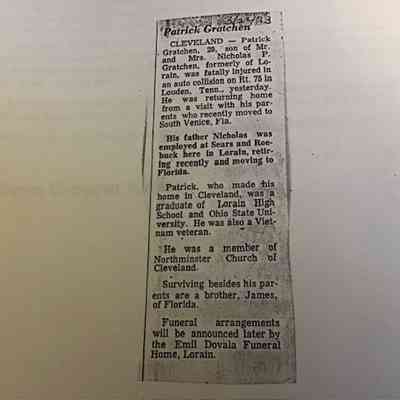 Patrick Gratchen
CLEVELAND — Patrick
Gratchen, 29, son of Mr.
and Mrs. Nicholas P.
Gratchen, formerly of Lo-
rain, was fatally injured in
an auto collision on Rt. 75 in
Louden, Tenn., yesterday.
He was returning home
from a visit with his par-
ents who recently moved to
South Venice, Fla.
His father Nicholas was
employed at Sears and Roe-
buck here in Lorain, retir-
ing recently and moving to
Florida.
Patrick, who made his
home in Cleveland, was a
graduate of Lorain High
School and Ohio State Uni-
versity. He was also a Viet-
nam veteran.
He was a member of
Northminster Church of
Cleveland.
Surviving besides his par-
ents are a brother, James,
of Florida.
Funeral arrangements
will be announced later by
the Emil Dovala Funeral
Home, Lorain.